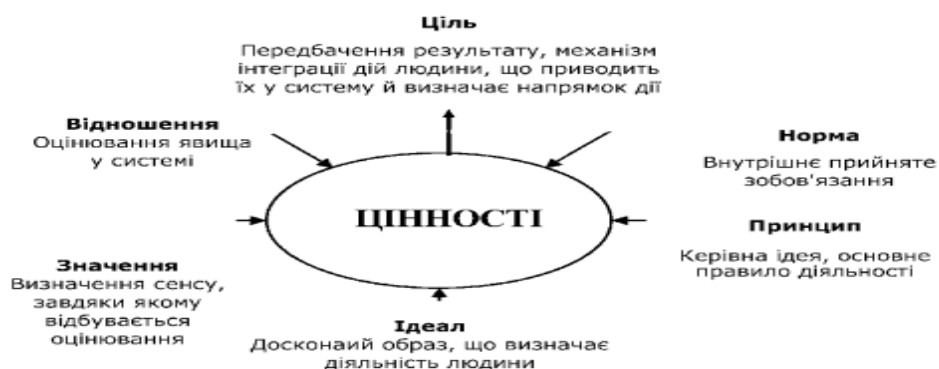 Ціль
Передбачення результату, механізм
інтеграції дій людини, що приводить
їх у систему й визначає напрямок дії
Відношення
Оцінювання явища
у системі
Норма
Внутрішнє прийняте
зобов'язання
ЦІННОСТІ
Принцип
Керівна ідея, основне
правило діяльності
Значення
Визначення сенсу,
завдяки якому
відбувається
оцінювання
Ідеал
Досконаий образ, що визначає
діяльність людини